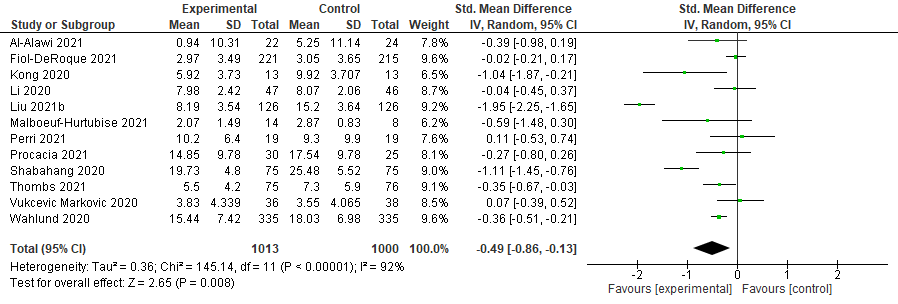 Experimental Control Std. Mean Difference Std. Mean Difference
Study or Subgroup Mean SD Total Mean SD Total Weight IV, Random, 95% CI IV, Random, 95% CI
Al-Alawi 2021 0.94 10.31 22 5.25 11.14 24 7.8% -0.39 [-0.98, 0.19]
Fiol-DeRoque 2021 2.97 3.49 221 3.05 3.65 215 9.6% -0.02 [-0.21, 0.17]
Kong 2020 5.92 3.73 13 9.92 3.707 13 6.2% -1.04 [-1.87, -0.21]
Li 2020 7.98 2.42 47 8.07 2.06 46 8.6% -0.04 [-0.45, 0.37]
Liu 2021b 8.19 3.54 126 15.2 3.64 126 9.2% -1.95 [-2.25, -1.65]
Malboeuf-Hurtubise 2021 2.07 1.49 14 2.87 0.83 8 6.0% -0.59 [-1.48, 0.30]
Perri 2021 10.2 6.4 19 9.3 9.9 19 7.4% 0.11 [-0.53, 0.74]
Procacia 2021 14.85 9.78 30 17.54 9.78 25 8.0% -0.27 [-0.80, 0.26]
Shabahang 2020 19.73 4.8 75 25.48 5.52 75 9.0% -1.11 [-1.45, -0.76]
Thombs 2021 5.5 4.2 75 7.3 5.9 76 9.1% -0.35 [-0.67, -0.03]
Vukcevic Markovic 2020 3.83 4.339 36 3.55 4.065 38 8.4% 0.07 [-0.39, 0.52]
Wahlund 2020 15.44 7.42 335 18.03 6.98 335 9.6% -0.36 [-0.51, -0.21]
Total (95% CI) 1013 1000 100.0% -0.49 [-0.86, -0.13]
Heterogeneity: Tau² = 0.36; Chi² = 145.14, df = 11 (P < 0.00001); I² = 92%
Test for overall effect: Z = 2.65 (P = 0.008)
-2 -1 0 1 2
Favours [experimental] Favours [control]